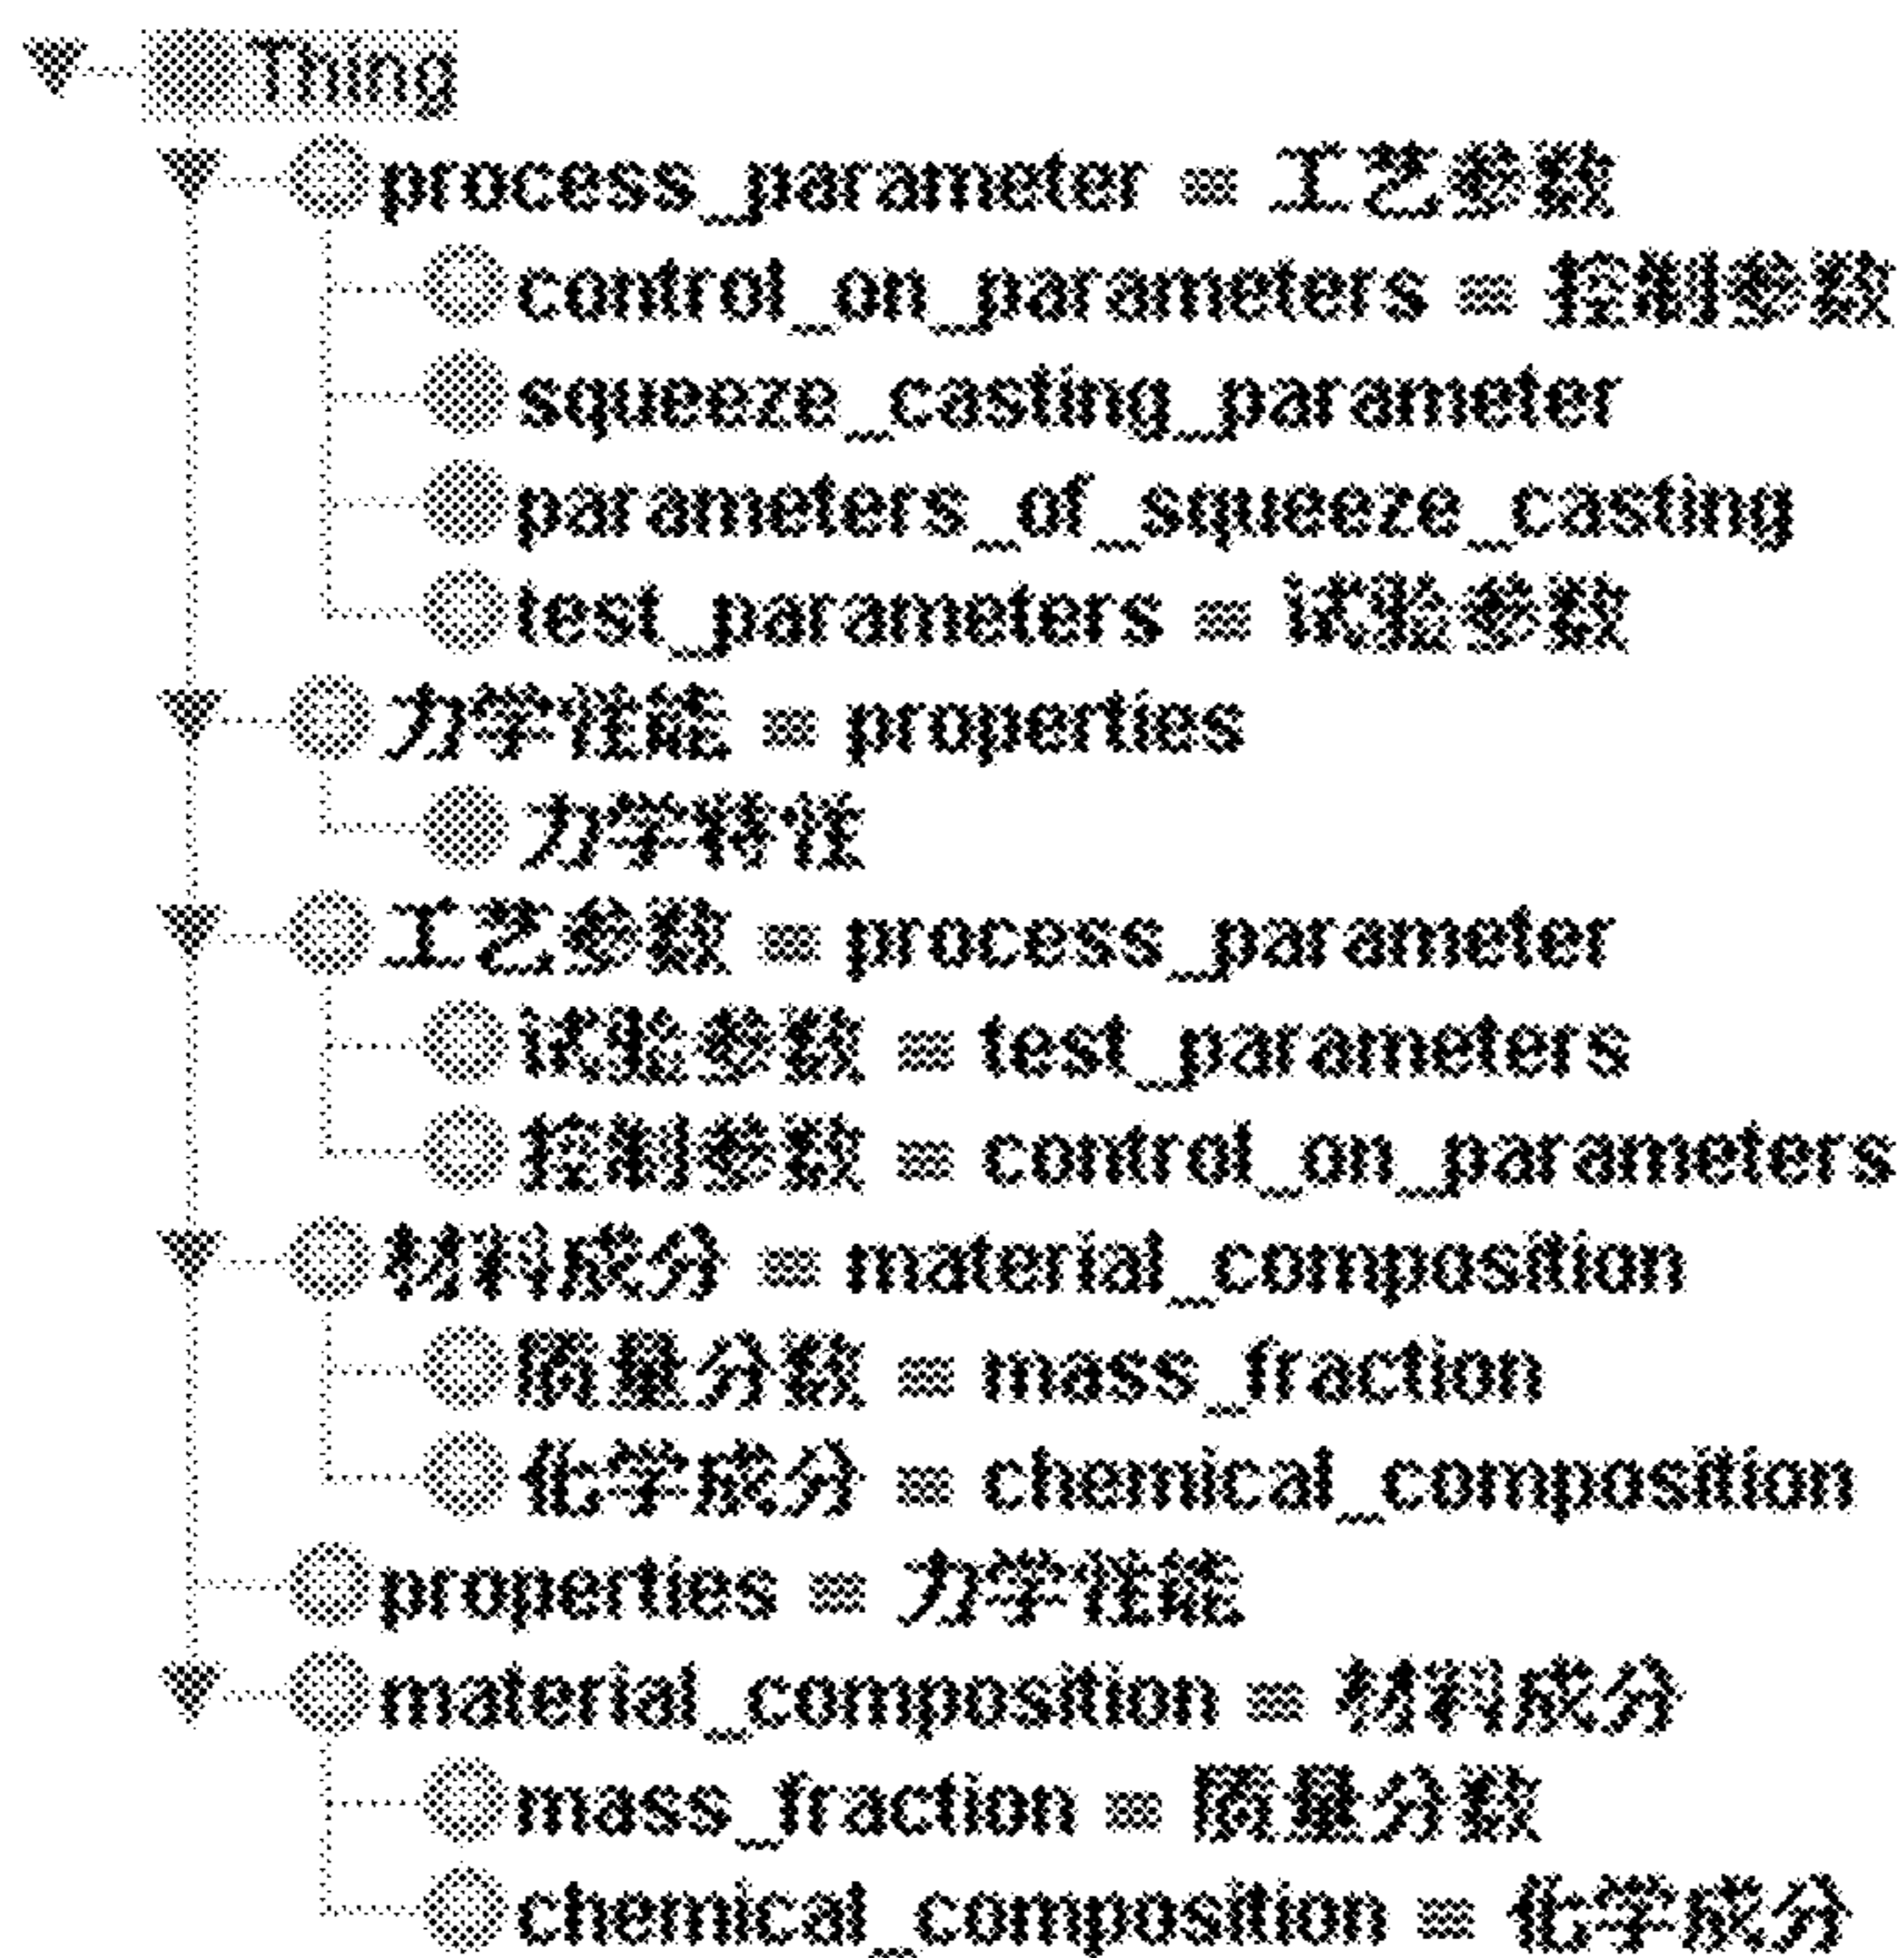 Thing
process_parameter ≡ 工艺参数
control_on_parameters ≡ 控制参数
squeeze_casting_parameter
parameters_of_squeeze_casting
test_parameters ≡ 试验参数
力学性能 ≡ properties
力学特性
工艺参数 ≡ process_parameter
试验参数 ≡ test_parameters
控制参数 ≡ control_on_parameters
材料成分 ≡ material_composition
质量分数 ≡ mass_fraction
化学成分 ≡ chemical_composition
properties ≡ 力学性能
material_composition ≡ 材料成分
mass_fraction ≡ 质量分数
chemical_composition ≡ 化学成分